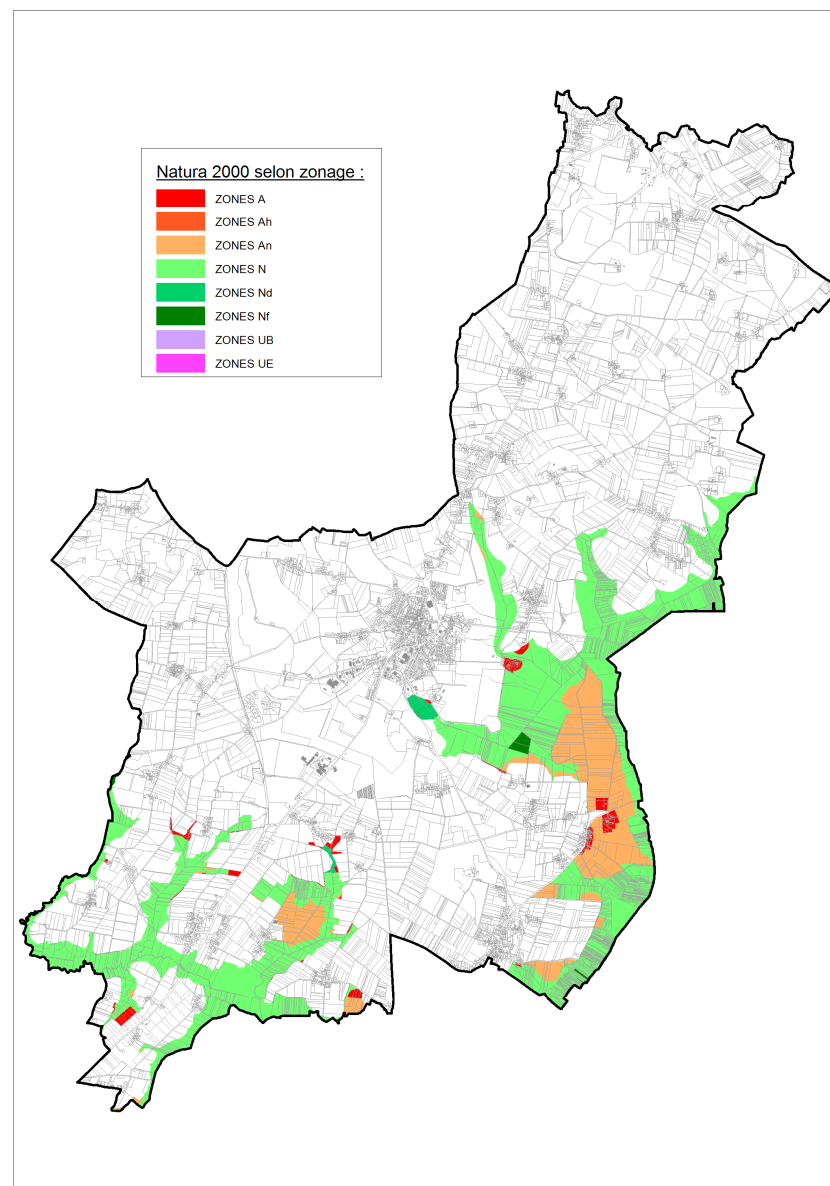 Natura 2000 selon zonage :
ZONES A
ZONES Ah
ZONES An
ZONES N
ZONES Nd
ZONES Nf
ZONES UB
ZONES UE